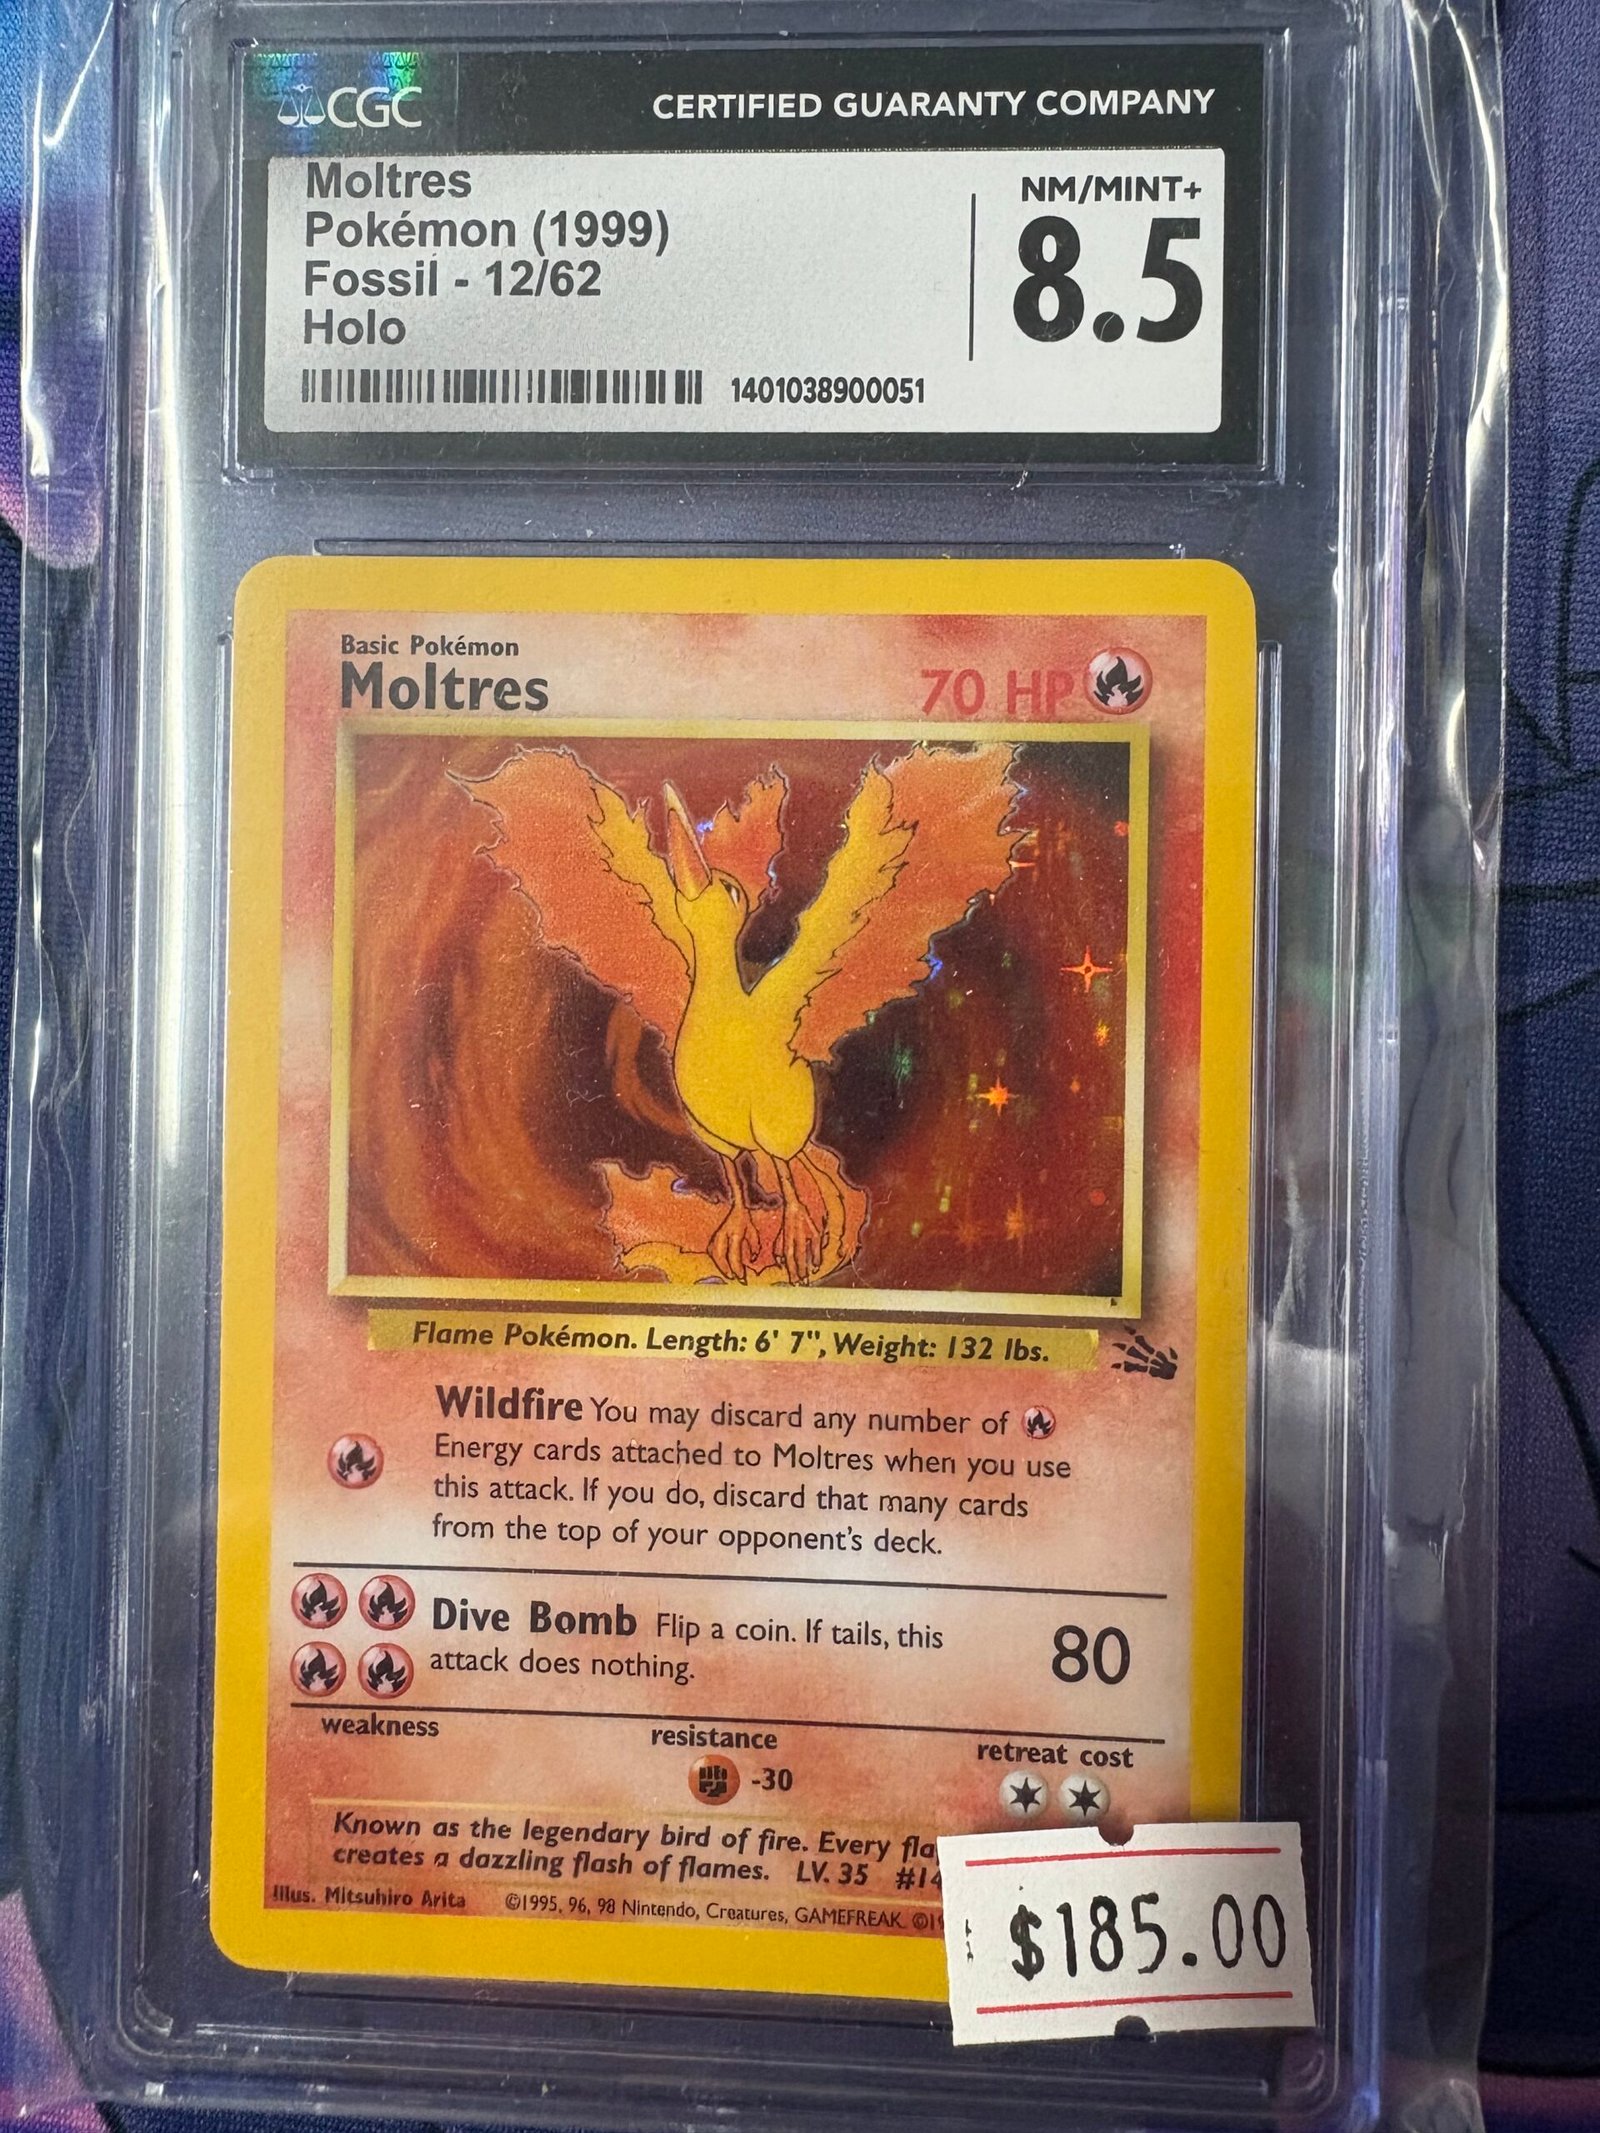 CGC
CERTIFIED GUARANTY COMPANY
Moltres
Pokémon (1999)
Fossil - 12/62
Holo
1401038900051
NM/MINT+
8.5
Basic Pokémon
Moltres
70 HP
Flame Pokémon. Length: 6' 7", Weight: 132 lbs.
Wildfire You may discard any number of
Energy cards attached to Moltres when you use
this attack. If you do, discard that many cards
from the top of your opponent's deck.
Dive Bomb Flip a coin. If tails, this
attack does nothing.
80
weakness
resistance
-30
retreat cost
Known as the legendary bird of fire. Every
creates a dazzling flash of flames. LV. 35
Illus. Mitsuhiro Arita ©1995, 96, 98 Nintendo, Creatures, GAMEFREAK.
$185.00